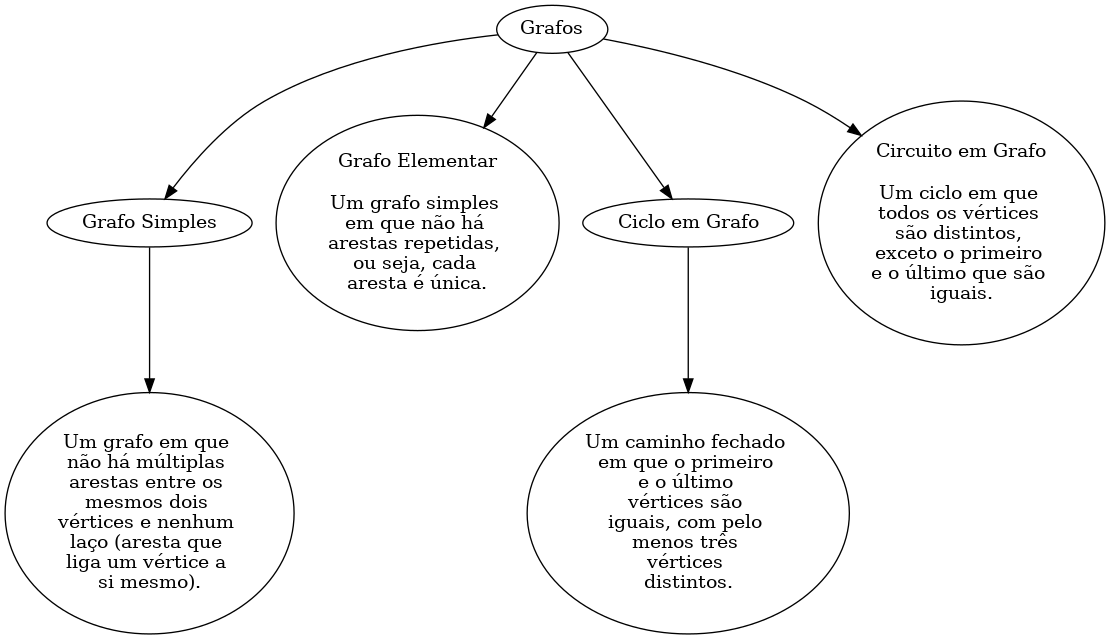 Grafos
Grafo Simples
Grafo Elementar
Um grafo simples
em que não há
arestas repetidas,
ou seja, cada
aresta é única.
Ciclo em Grafo
Circuito em Grafo
Um ciclo em que
todos os vértices
são distintos,
exceto o primeiro
e o último que são
iguais.
Um grafo em que
não há múltiplas
arestas entre os
mesmos dois
vértices e nenhum
laço (aresta que
liga um vértice a
si mesmo).
Um caminho fechado
em que o primeiro
e o último
vértices são
iguais, com pelo
menos três
vértices
distintos.